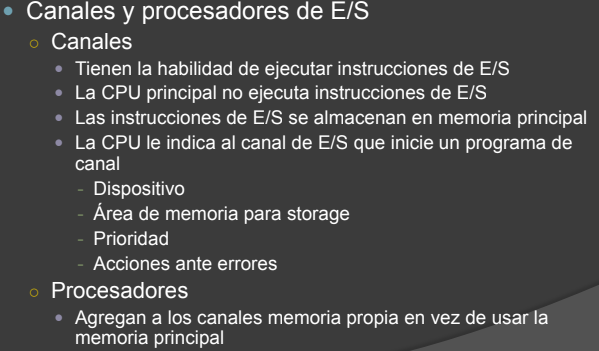 Canales y procesadores de E/S
Canales
Tienen la habilidad de ejecutar instrucciones de E/S
La CPU principal no ejecuta instrucciones de E/S
Las instrucciones de E/S se almacenan en memoria principal
La CPU le indica al canal de E/S que inicie un programa de
canal
- Dispositivo
- Área de memoria para storage
- Prioridad
- Acciones ante errores
Procesadores
Agregan a los canales memoria propia en vez de usar la
memoria principal